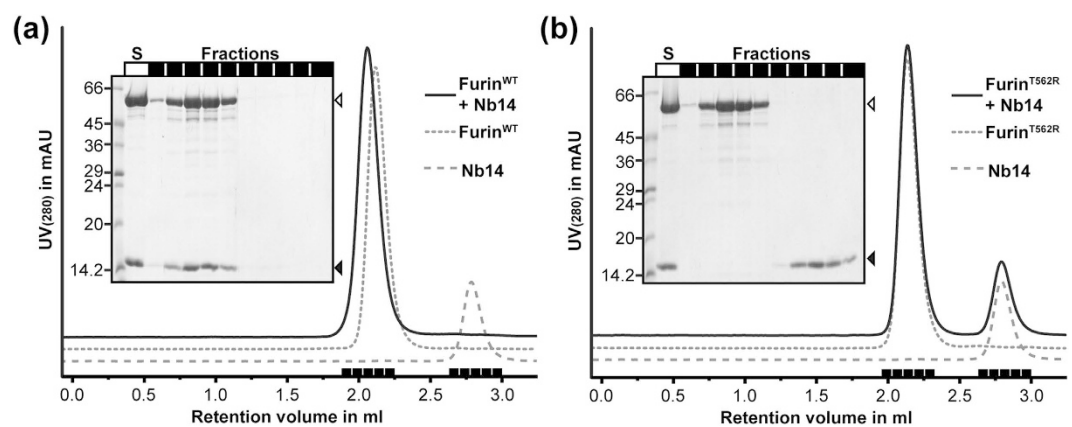 (a)
S Fractions
66
45
36
29
24
20
14.2
Furin^WT
+ Nb14
Furin^WT
Nb14
UV(280) in mAU
0.0 0.5 1.0 1.5 2.0 2.5 3.0
Retention volume in ml
(b)
S Fractions
66
45
36
29
24
20
14.2
Furin^T562R
+ Nb14
Furin^T562R
Nb14
UV(280) in mAU
0.0 0.5 1.0 1.5 2.0 2.5 3.0
Retention volume in ml